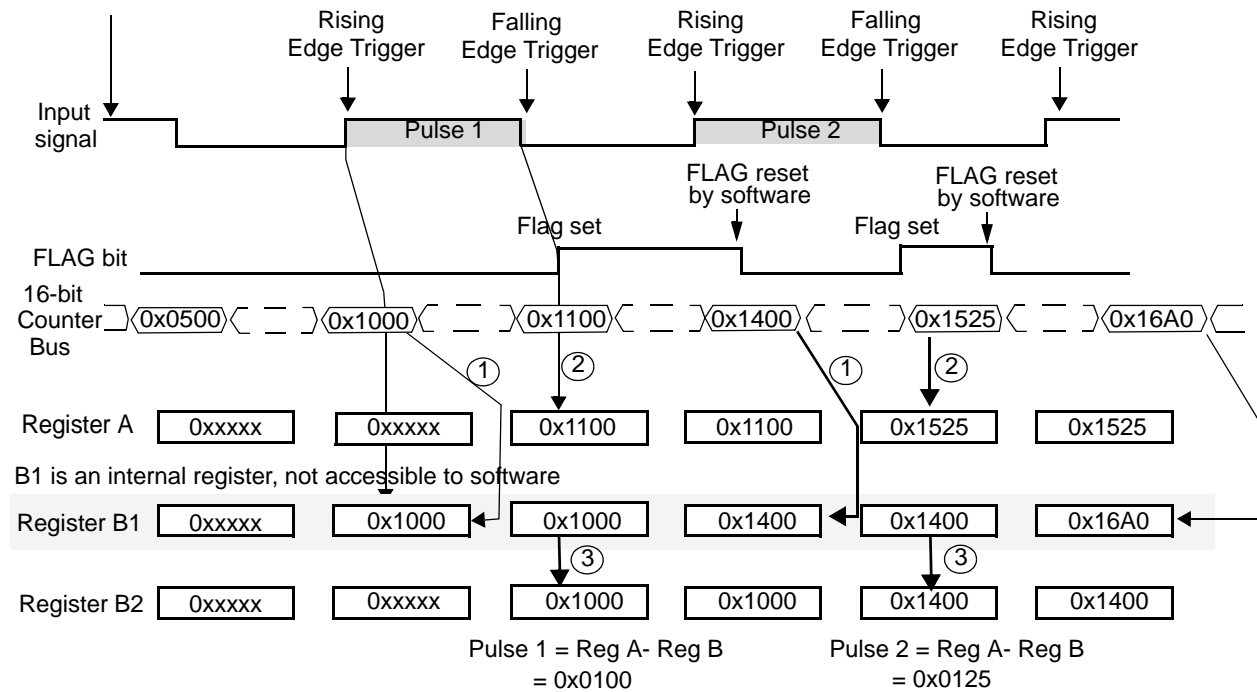 Rising
Edge Trigger
Falling
Edge Trigger
Rising
Edge Trigger
Falling
Edge Trigger
Rising
Edge Trigger
Input
signal
Pulse 1
Pulse 2
FLAG reset
by software
FLAG reset
by software
Flag set
Flag set
FLAG bit
16-bit
Counter
Bus
0x0500
0x1000
0x1100
0x1400
0x1525
0x16A0
1
2
1
2
Register A
0xxxxx
0xxxxx
0x1100
0x1100
0x1525
0x1525
B1 is an internal register, not accessible to software
Register B1
0xxxxx
0x1000
0x1000
0x1400
0x1400
0x16A0
3
3
Register B2
0xxxxx
0xxxxx
0x1000
0x1000
0x1400
0x1400
Pulse 1 = Reg A- Reg B
= 0x0100
Pulse 2 = Reg A- Reg B
= 0x0125